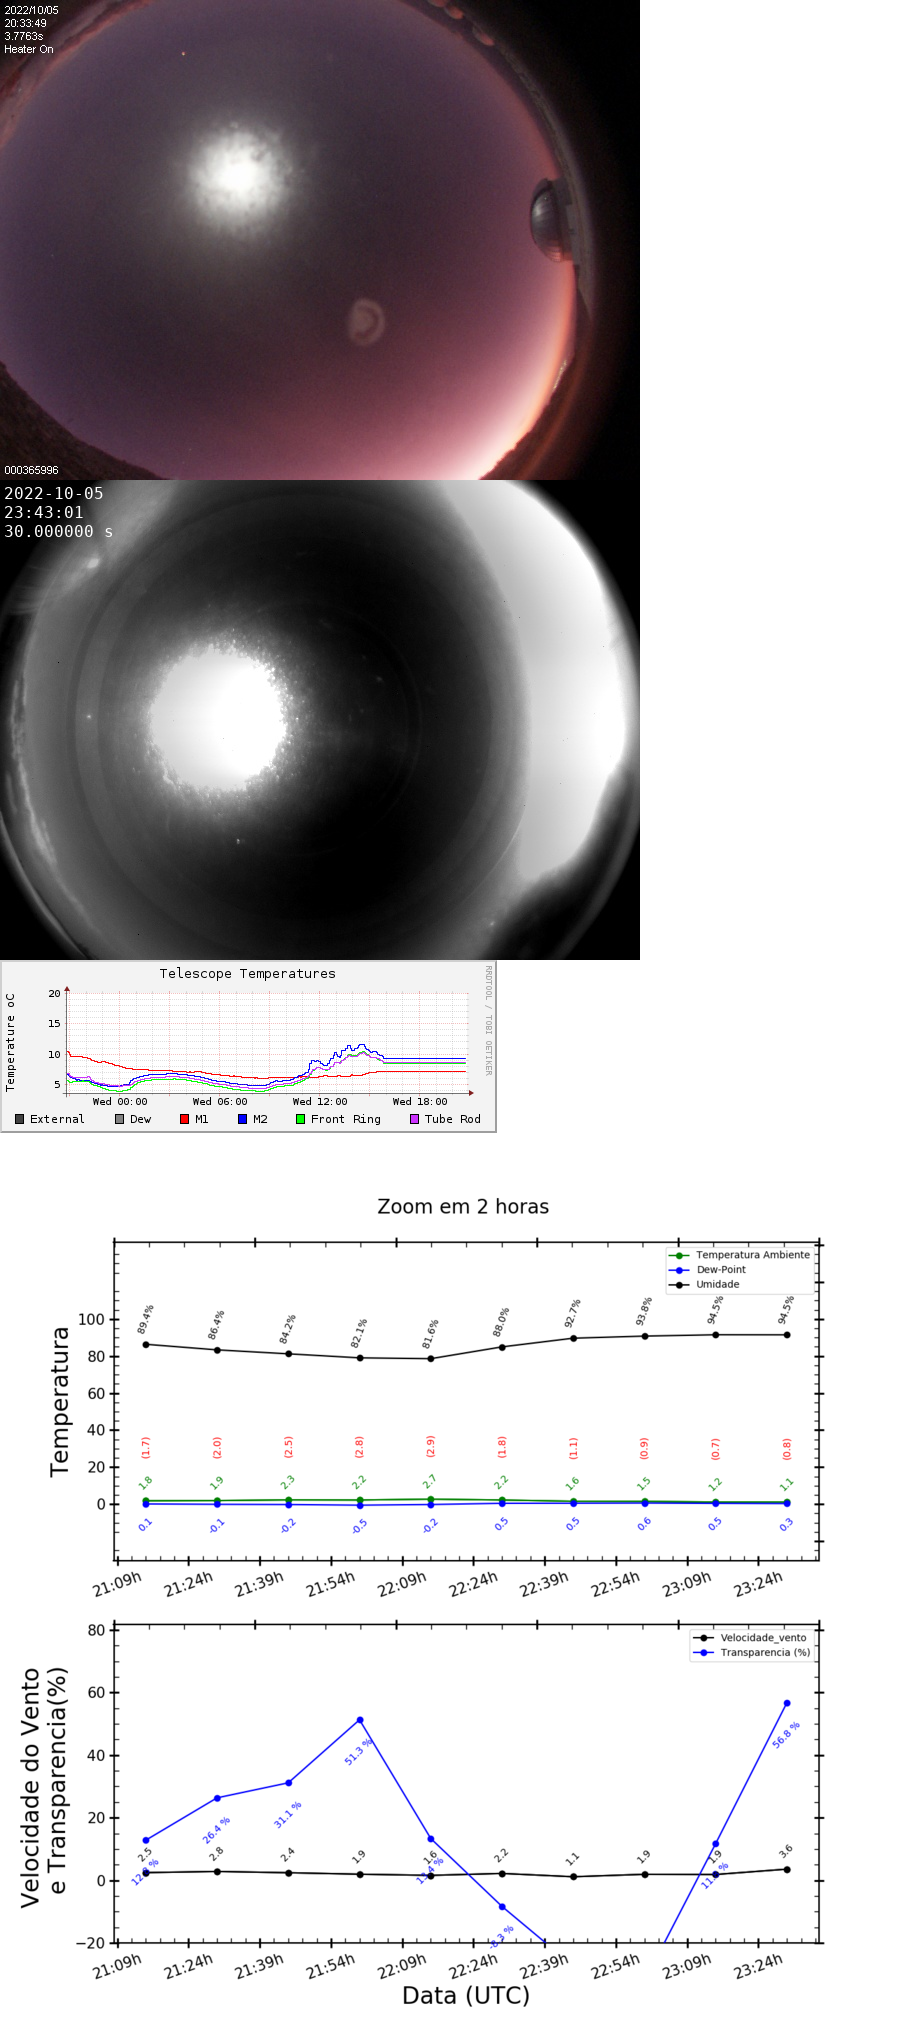 2022/10/05
20:33:49
3.7763s
Heater On
000365996
2022-10-05
23:43:01
30.000000 s
Telescope Temperatures
RRDTOOL / TOBI OETIKER
Temperature oC
20
15
10
5
Wed 00:00 Wed 06:00 Wed 12:00 Wed 18:00
External Dew M1 M2 Front Ring Tube Rod
Zoom em 2 horas
Temperatura Ambiente
Dew-Point
Umidade
Temperatura
100
80
60
40
20
0
89.4% 86.4% 84.2% 82.1% 81.6% 88.0% 92.7% 93.8% 94.5% 94.5%
(1.7) (2.0) (2.5) (2.8) (2.9) (1.8) (1.1) (0.9) (0.7) (0.8)
1.8 1.9 2.3 2.2 2.7 2.2 1.6 1.5 1.2 1.1
0.1 -0.1 -0.2 -0.5 -0.2 0.5 0.5 0.6 0.5 0.3
21:09h 21:24h 21:39h 21:54h 22:09h 22:24h 22:39h 22:54h 23:09h 23:24h
Velocidade_vento
Transparencia (%)
Velocidade do Vento
e Transparencia(%)
80
60
40
20
0
−20
2.5 2.8 2.4 1.9 1.6 2.2 1.1 1.9 1.9 3.6
26.4 % 31.1 % 51.3 % -8.3 % 56.8 %
21:09h 21:24h 21:39h 21:54h 22:09h 22:24h 22:39h 22:54h 23:09h 23:24h
Data (UTC)